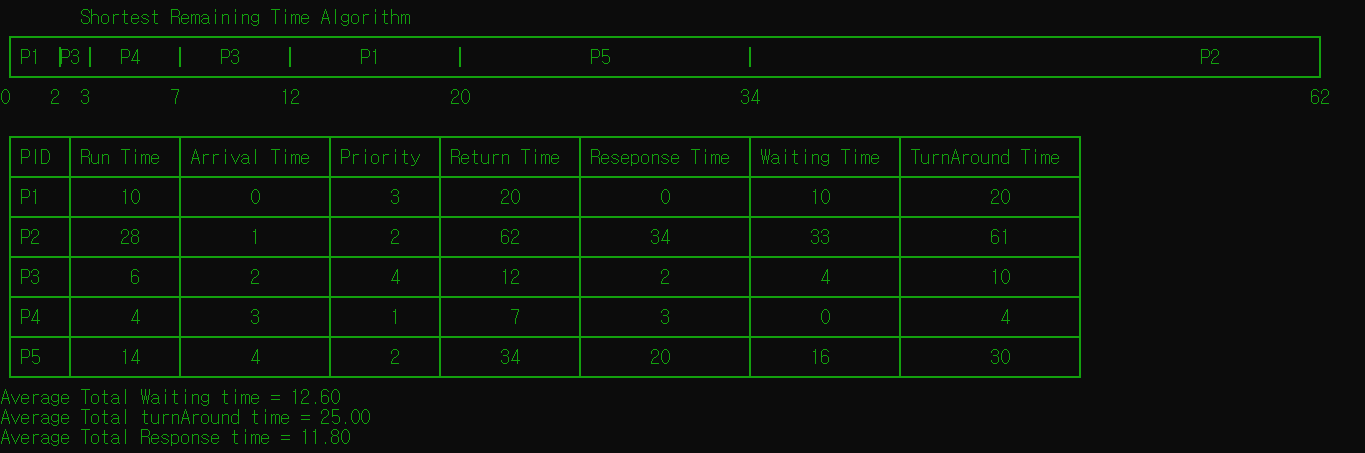 Shortest Remaining Time Algorithm
P1 P3 P4 P3 P1 P5 P2
0 2 3 7 12 20 34 62
PID Run Time Arrival Time Priority Return Time Reseponse Time Waiting Time TurnAround Time
P1 10 0 3 20 0 10 20
P2 28 1 2 62 34 33 61
P3 6 2 4 12 2 4 10
P4 4 3 1 7 3 0 4
P5 14 4 2 34 20 16 30
Average Total Waiting time = 12.60
Average Total turnAround time = 25.00
Average Total Response time = 11.80